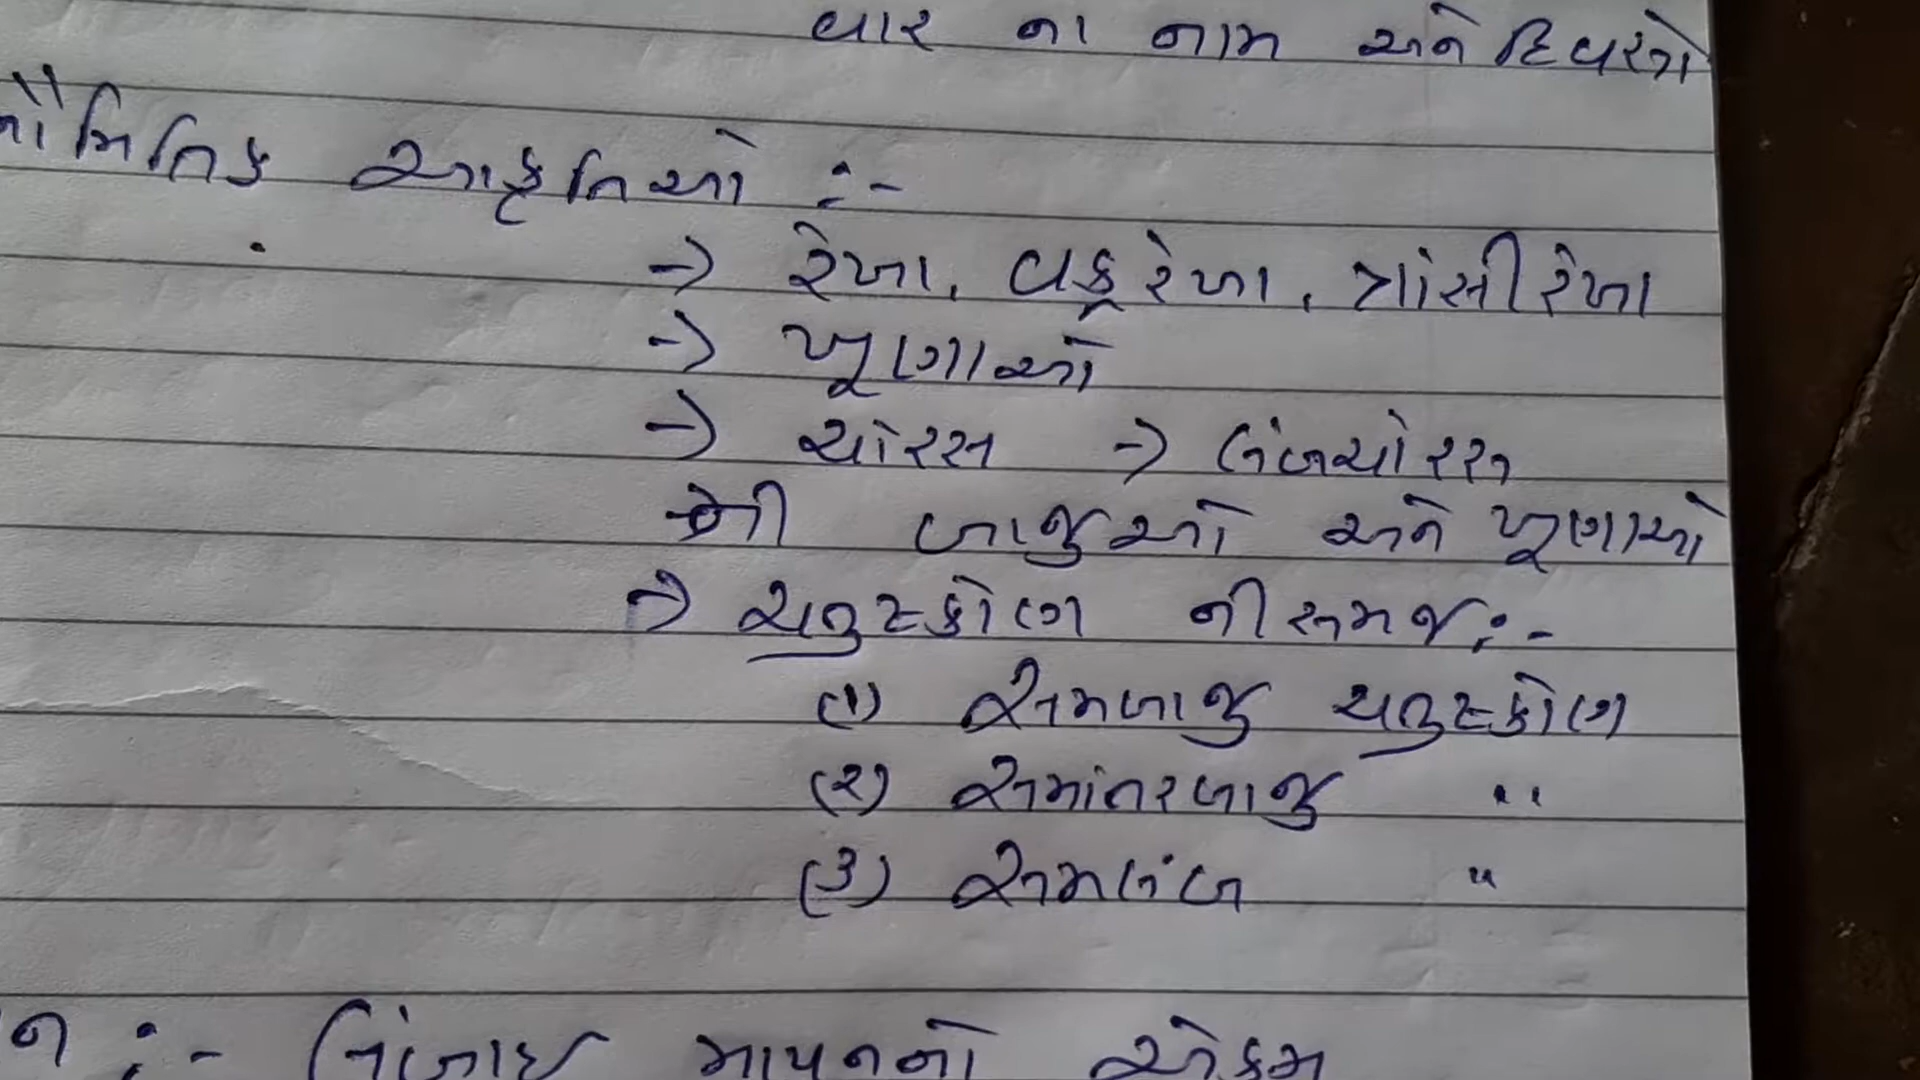 વાર ના નામ અને દિવસો
ભૌમિતિક આકૃતિઓ :-
→ રેખા, વક્રરેખા, ત્રાંસીરેખા
→ ખૂણાઓ
→ ચોરસ → લંબચોરસ
ની બાજુઓ અને ખૂણાઓ
→ ચતુષ્કોણ ની સમજ :-
(૧) સમબાજુ ચતુષ્કોણ
(૨) સમાંતરબાજુ "
(૩) સમલંબ "
ન :- લંબાઈ માપનનો એકમ